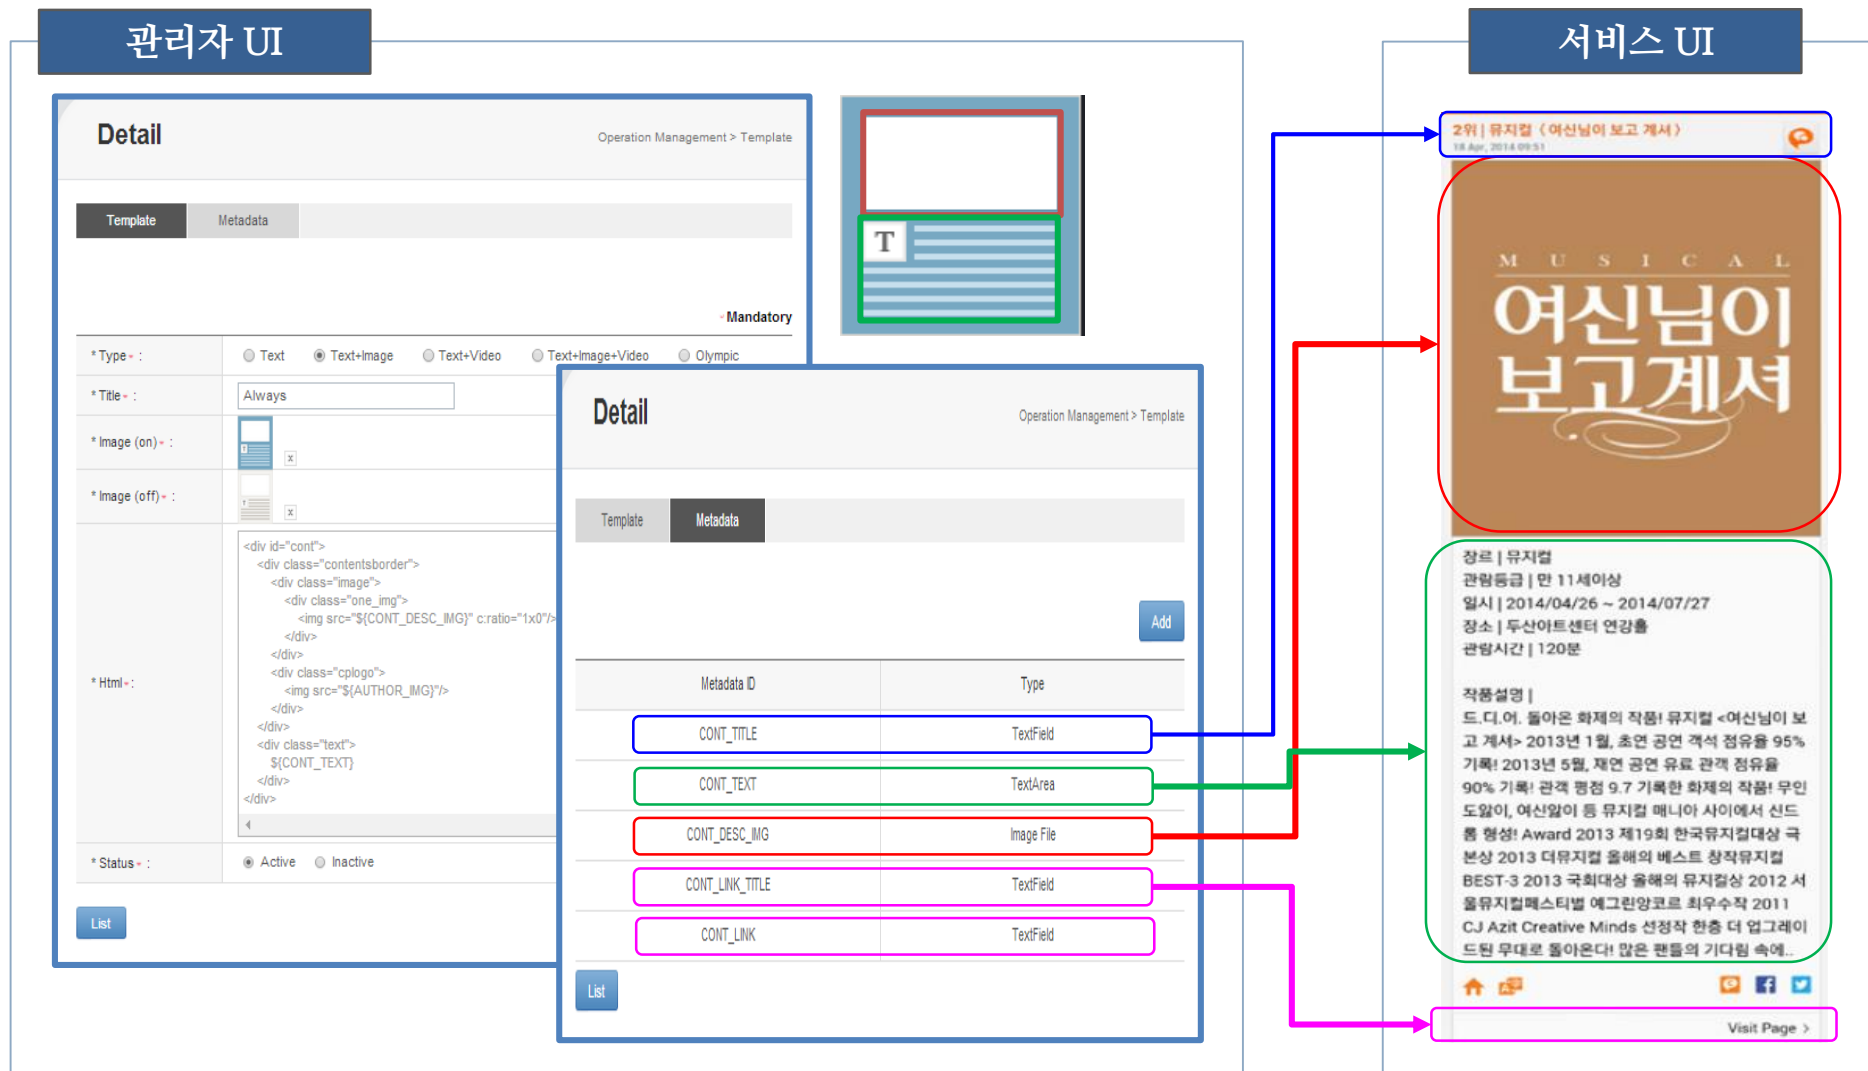 관리자 UI
서비스 UI
Detail
Operation Management > Template
Template
Metadata
Mandatory
* Type :
Text
Text+Image
Text+Video
Text+Image+Video
Olympic
* Title :
Always
* Image (on) :
x
* Image (off) :
x
* Html :
<div id="cont">
<div class="contentsborder">
<div class="image">
<div class="one_img">
<img src="${CONT_DESC_IMG}" c:ratio="1x0"/>
</div>
</div>
<div class="cplogo">
<img src="${AUTHOR_IMG}"/>
</div>
</div>
<div class="text">
${CONT_TEXT}
</div>
</div>
* Status :
Active
Inactive
List
T
Detail
Operation Management > Template
Template
Metadata
Add
Metadata ID
Type
CONT_TITLE
TextField
CONT_TEXT
TextArea
CONT_DESC_IMG
Image File
CONT_LINK_TITLE
TextField
CONT_LINK
TextField
List
2위 | 뮤지컬 < 여신님이 보고 계셔 >
18 Apr, 2014 09:51
MUSICAL
여신님이
보고계셔
장르 | 뮤지컬
관람등급 | 만 11세이상
일시 | 2014/04/26 ~ 2014/07/27
장소 | 두산아트센터 연강홀
관람시간 | 120분
작품설명 |
드.디.어. 돌아온 화제의 작품! 뮤지컬 <여신님이 보
고 계셔> 2013년 1월, 초연 공연 객석 점유율 95%
기록! 2013년 5월, 재연 공연 유료 관객 점유율
90% 기록! 관객 평점 9.7 기록한 화제의 작품! 무인
도앓이, 여신앓이 등 뮤지컬 매니아 사이에서 신드
롬 형성! Award 2013 제19회 한국뮤지컬대상 극
본상 2013 더뮤지컬 올해의 베스트 창작뮤지컬
BEST-3 2013 국회대상 올해의 뮤지컬상 2012 서
울뮤지컬페스티벌 예그린앙코르 최우수작 2011
CJ Azit Creative Minds 선정작 한층 더 업그레이
드된 무대로 돌아온다! 많은 팬들의 기다림 속에..
Visit Page >